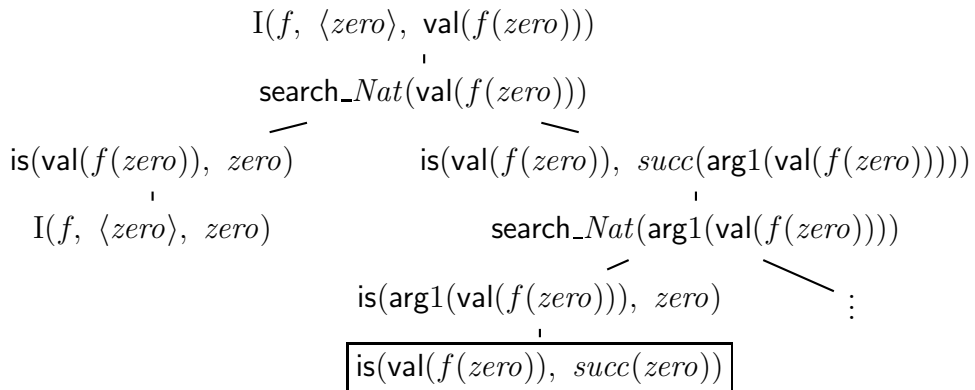 I(f, ⟨zero⟩, val(f(zero)))
search_Nat(val(f(zero)))
is(val(f(zero)), zero) is(val(f(zero)), succ(arg1(val(f(zero)))))
I(f, ⟨zero⟩, zero) search_Nat(arg1(val(f(zero))))
is(arg1(val(f(zero))), zero) ⋮
is(val(f(zero)), succ(zero))